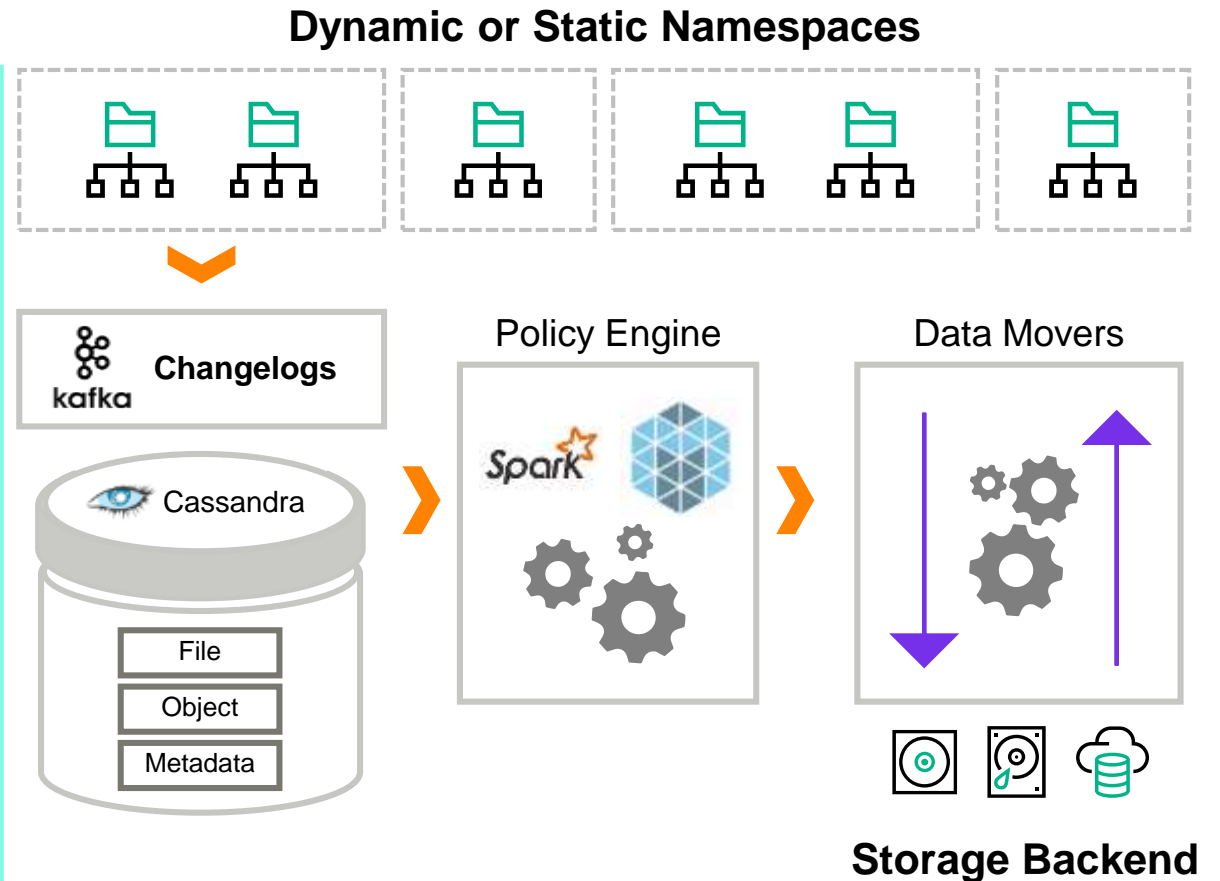 Dynamic or Static Namespaces
kafka
Changelogs
Policy Engine
Data Movers
Spark
Cassandra
File
Object
Metadata
Storage Backend